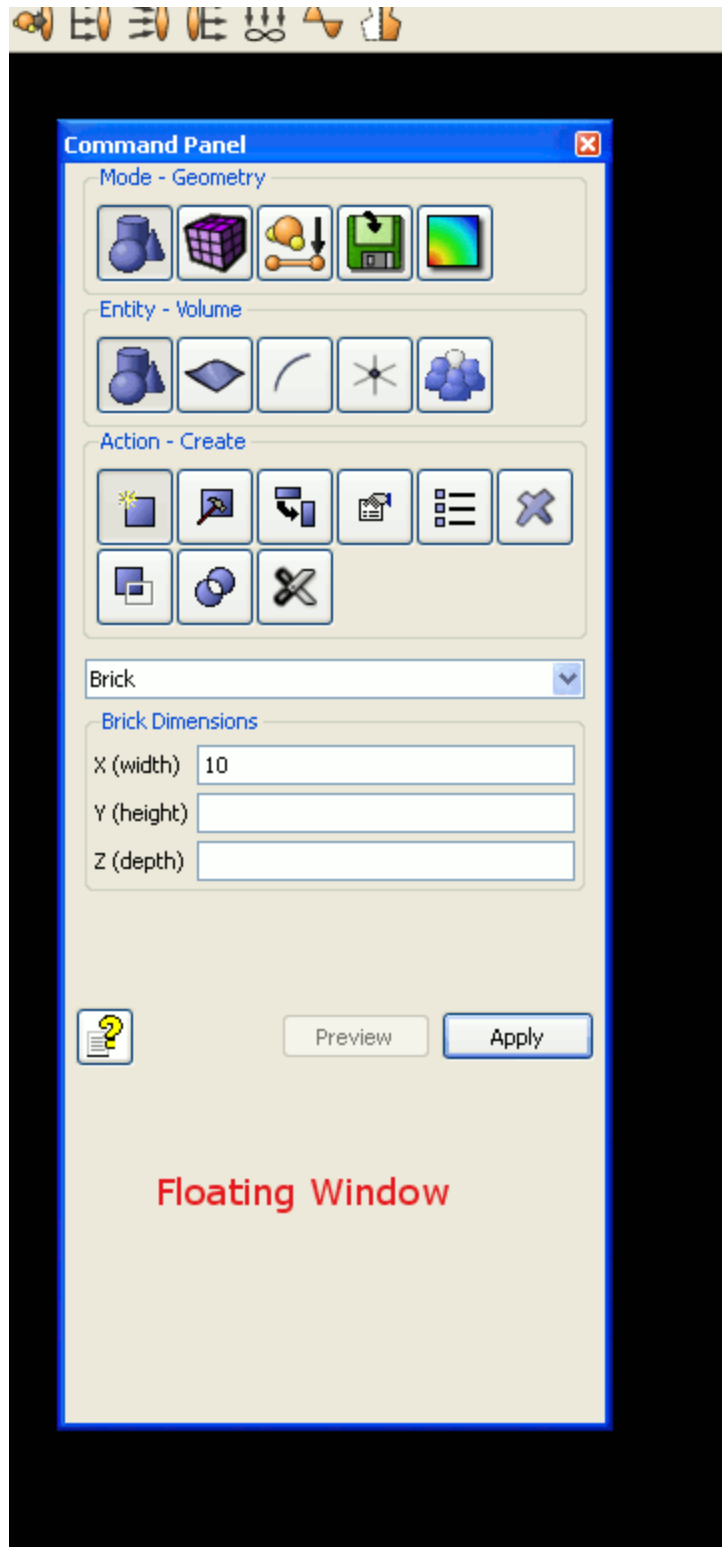 Command Panel
Mode - Geometry
Entity - Volume
Action - Create
Brick
Brick Dimensions
X (width) 10
Y (height)
Z (depth)
Preview Apply
Floating Window